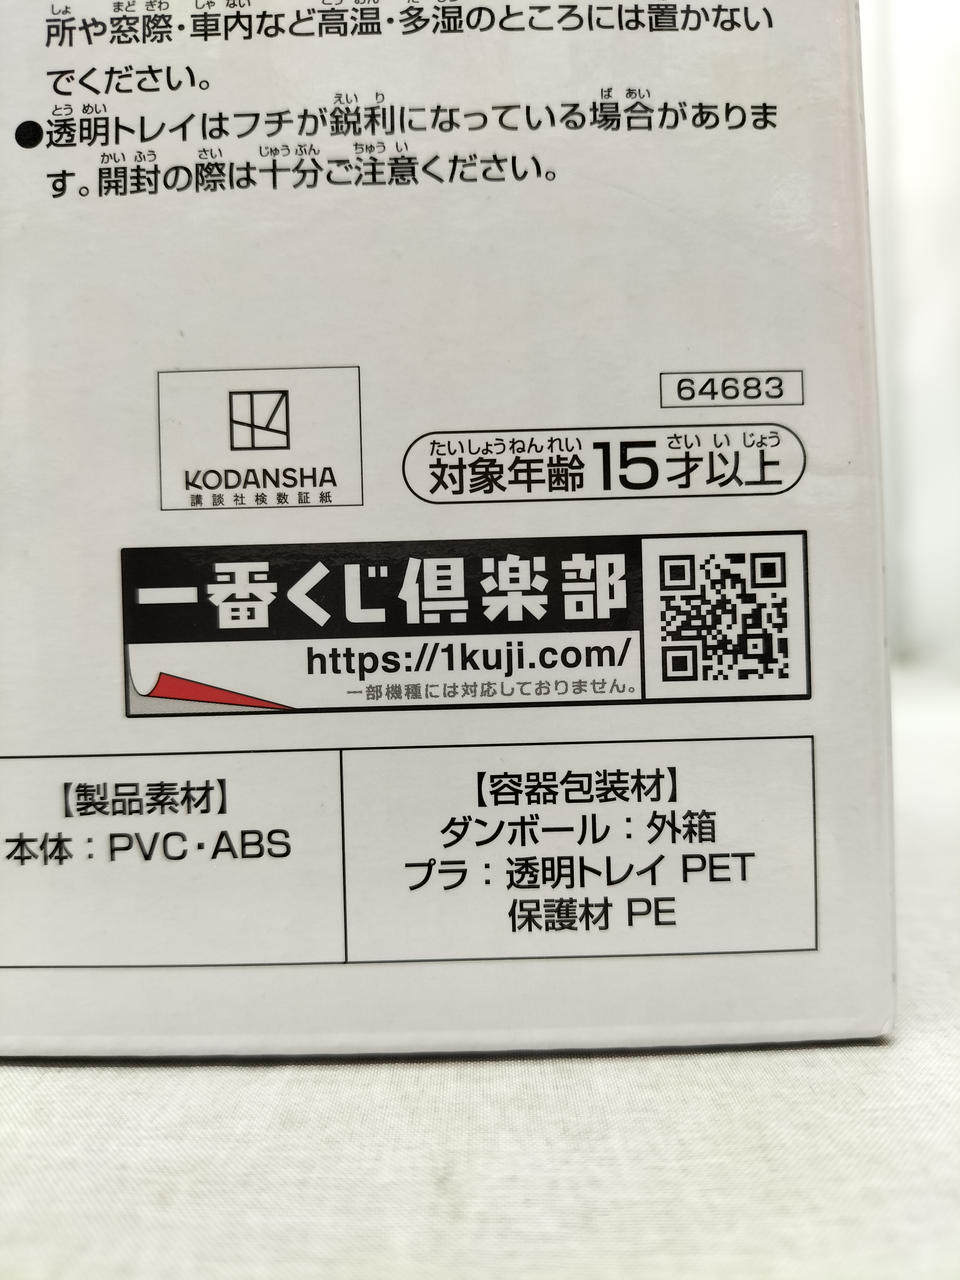 所や窓際・車内など高温・多湿のところには置かない
でください。
●透明トレイはフチが鋭利になっている場合がありま
す。開封の際は十分ご注意ください。
64683
KODANSHA
講談社検数証紙
対象年齢15才以上
一番くじ倶楽部
https://1kuji.com/
一部機種には対応しておりません。
【製品素材】
本体：PVC・ABS
【容器包装材】
ダンボール：外箱
プラ：透明トレイ PET
保護材 PE